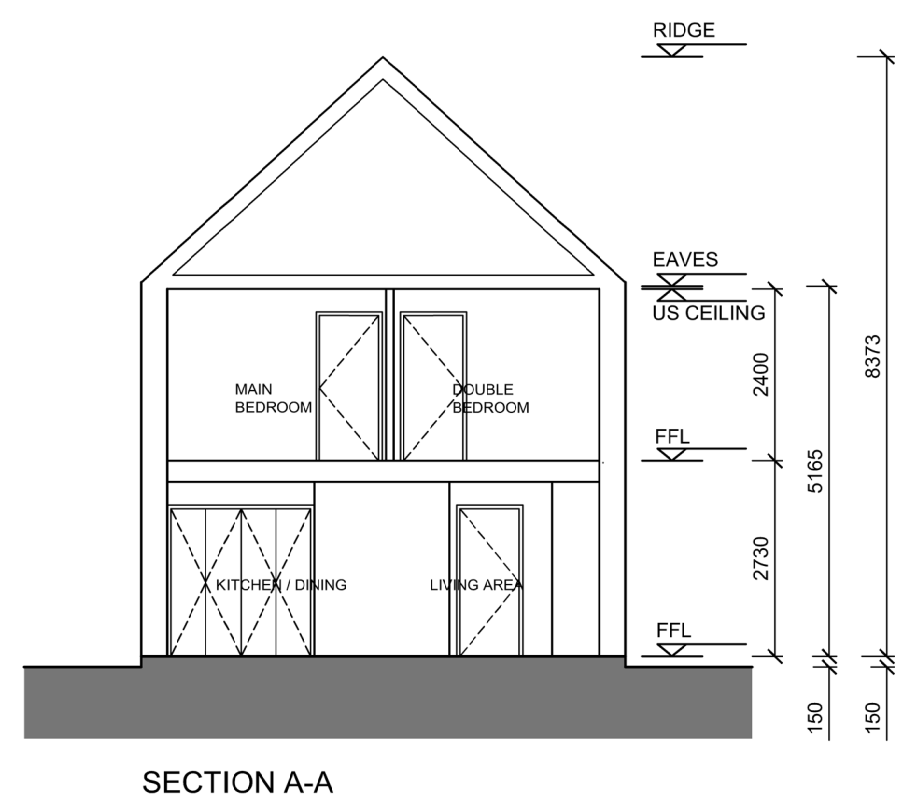 RIDGE
EAVES
US CEILING
8373
2400
MAIN
BEDROOM
DOUBLE
BEDROOM
FFL
5165
2730
KITCHEN / DINING
LIVING AREA
FFL
150
150
SECTION A-A